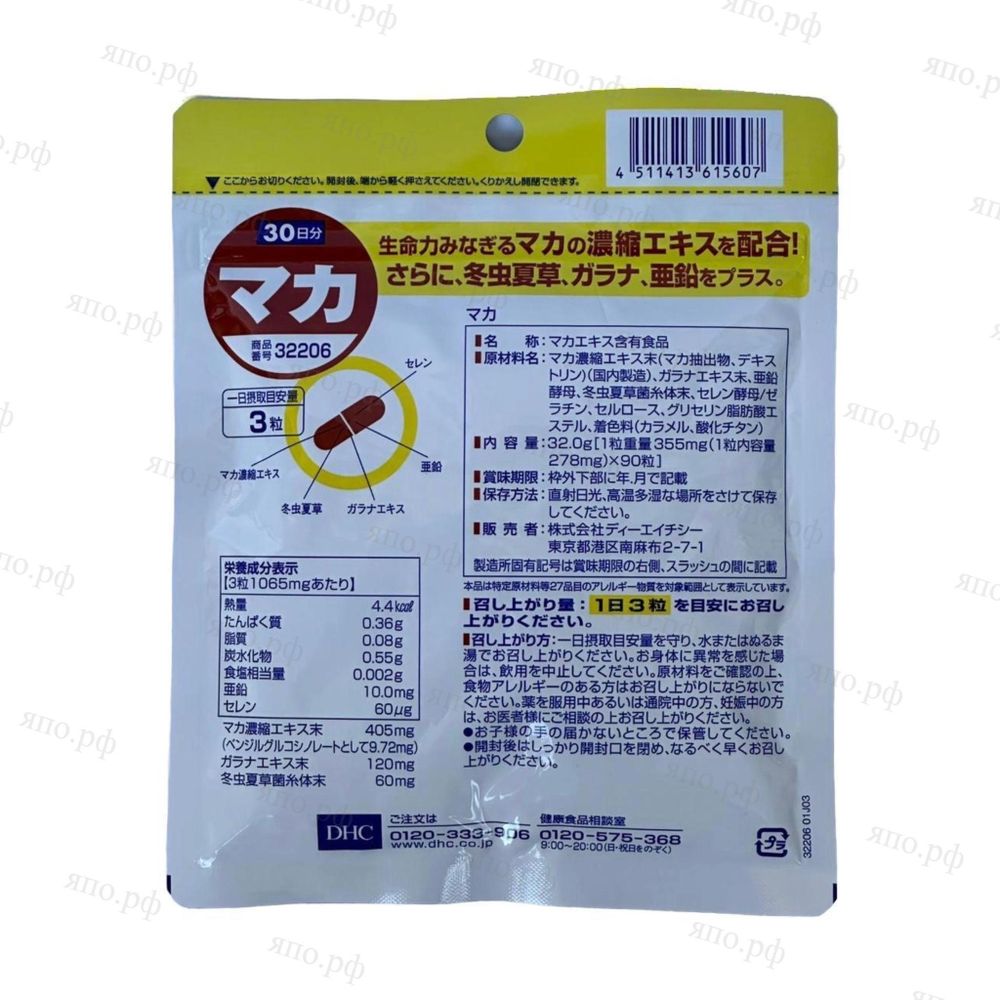 4 511413 615607
▼ここからお切りください。開封後、端から軽く押さえてください。くりかえし開閉できます。
30日分
マカ
商品番号 32206
生命力みなぎるマカの濃縮エキスを配合!
さらに、冬虫夏草、ガラナ、亜鉛をプラス。
一日摂取目安量
3粒
セレン
亜鉛
マカ濃縮エキス
冬虫夏草
ガラナエキス
マカ
名 称:マカエキス含有食品
原材料名:マカ濃縮エキス末(マカ抽出物、デキス
トリン)(国内製造)、ガラナエキス末、亜鉛
酵母、冬虫夏草菌糸体末、セレン酵母/ゼ
ラチン、セルロース、グリセリン脂肪酸エ
ステル、着色料(カラメル、酸化チタン)
内 容 量:32.0g[1粒重量355mg(1粒内容量
278mg)×90粒]
賞味期限:枠外下部に年、月で記載
保存方法:直射日光、高温多湿な場所をさけて保存
してください。
販 売 者:株式会社ディーエイチシー
東京都港区南麻布2-7-1
製造所固有記号は賞味期限の右側、スラッシュの間に記載
本品は特定原材料等27品目のアレルギー物質を対象範囲として表示しています。
召し上がり量:1日3粒を目安にお召し
上がりください。
召し上がり方:一日摂取目安量を守り、水またはぬるま
湯でお召し上がりください。お身体に異常を感じた場
合は、飲用を中止してください。原材料をご確認の上、
食物アレルギーのある方はお召し上がりにならないで
ください。薬を服用中あるいは通院中の方、妊娠中の方
は、お医者様にご相談の上お召し上がりください。
●お子様の手の届かないところで保管してください。
●開封後はしっかり開封口を閉め、なるべく早くお召し
上がりください。
栄養成分表示
【3粒1065mgあたり】
熱量 4.4kcal
たんぱく質 0.36g
脂質 0.08g
炭水化物 0.55g
食塩相当量 0.002g
亜鉛 10.0mg
セレン 60μg
マカ濃縮エキス末 405mg
(ベンジルグルコシノレートとして9.72mg)
ガラナエキス末 120mg
冬虫夏草菌糸体末 60mg
DHC
ご注文は
0120-333-906
www.dhc.co.jp
健康食品相談室
0120-575-368
9:00~20:00(日・祝日をのぞく)
プラ
32206 01J03
япо.рф